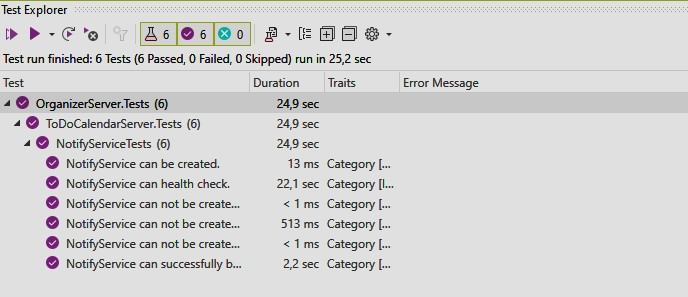 Test Explorer
6 6 0
Test run finished: 6 Tests (6 Passed, 0 Failed, 0 Skipped) run in 25,2 sec
Test Duration Traits Error Message
OrganizerServer.Tests (6) 24,9 sec
ToDoCalendarServer.Tests (6) 24,9 sec
NotifyServiceTests (6) 24,9 sec
NotifyService can be created. 13 ms Category [...
NotifyService can health check. 22,1 sec Category [I...
NotifyService can not be create... < 1 ms Category [...
NotifyService can not be create... 513 ms Category [...
NotifyService can not be create... < 1 ms Category [...
NotifyService can successfully b... 2,2 sec Category [...